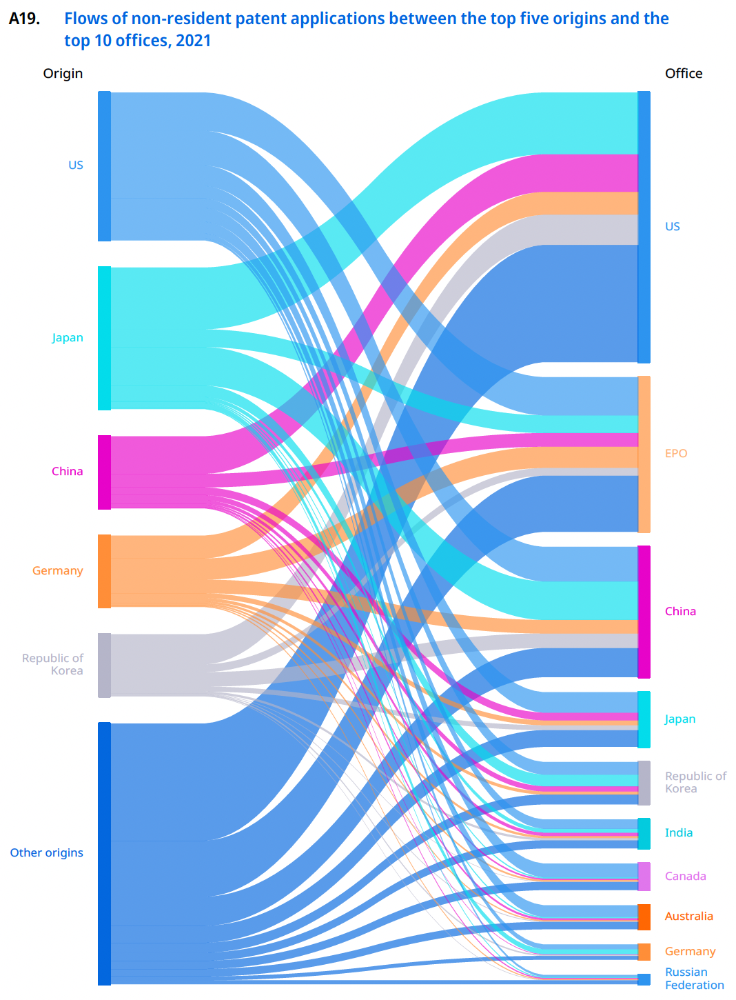 A19. Flows of non-resident patent applications between the top five origins and the
top 10 offices, 2021
Origin
Office
US
Japan
China
Germany
Republic of
Korea
Other origins
US
EPO
China
Japan
Republic of
Korea
India
Canada
Australia
Germany
Russian
Federation